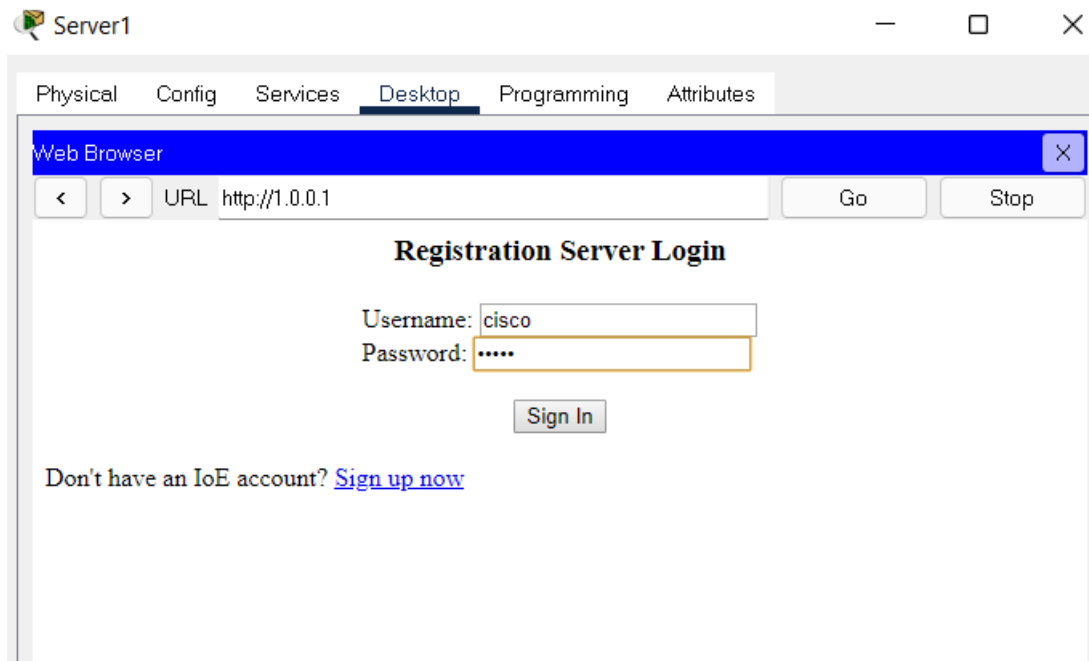 Server1
Physical Config Services Desktop Programming Attributes
Web Browser X
< > URL http://1.0.0.1 Go Stop
Registration Server Login
Username: cisco
Password: •••••
Sign In
Don't have an IoE account? Sign up now